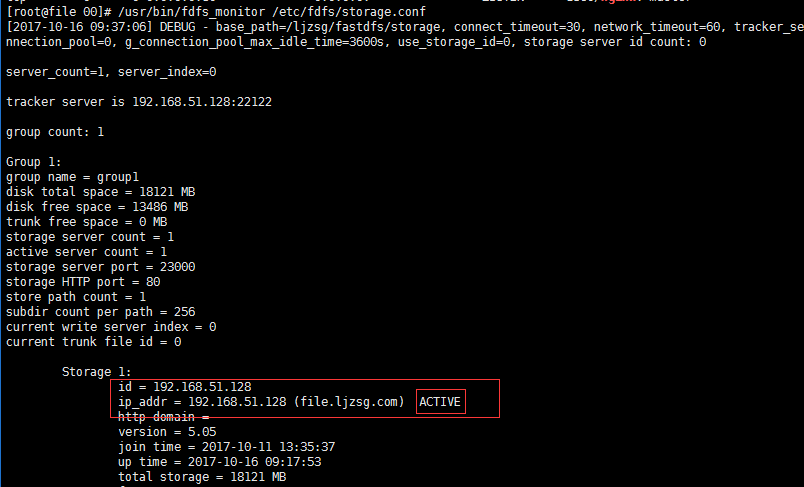 [root@file 00]# /usr/bin/fdfs_monitor /etc/fdfs/storage.conf
[2017-10-16 09:37:06] DEBUG - base_path=/ljzsg/fastdfs/storage, connect_timeout=30, network_timeout=60, tracker_se
nnection_pool=0, g_connection_pool_max_idle_time=3600s, use_storage_id=0, storage server id count: 0
server_count=1, server_index=0
tracker server is 192.168.51.128:22122
group count: 1
Group 1:
group name = group1
disk total space = 18121 MB
disk free space = 13486 MB
trunk free space = 0 MB
storage server count = 1
active server count = 1
storage server port = 23000
storage HTTP port = 80
store path count = 1
subdir count per path = 256
current write server index = 0
current trunk file id = 0
Storage 1:
id = 192.168.51.128
ip_addr = 192.168.51.128 (file.ljzsg.com) ACTIVE
http domain =
version = 5.05
join time = 2017-10-11 13:35:37
up time = 2017-10-16 09:17:53
total storage = 18121 MB